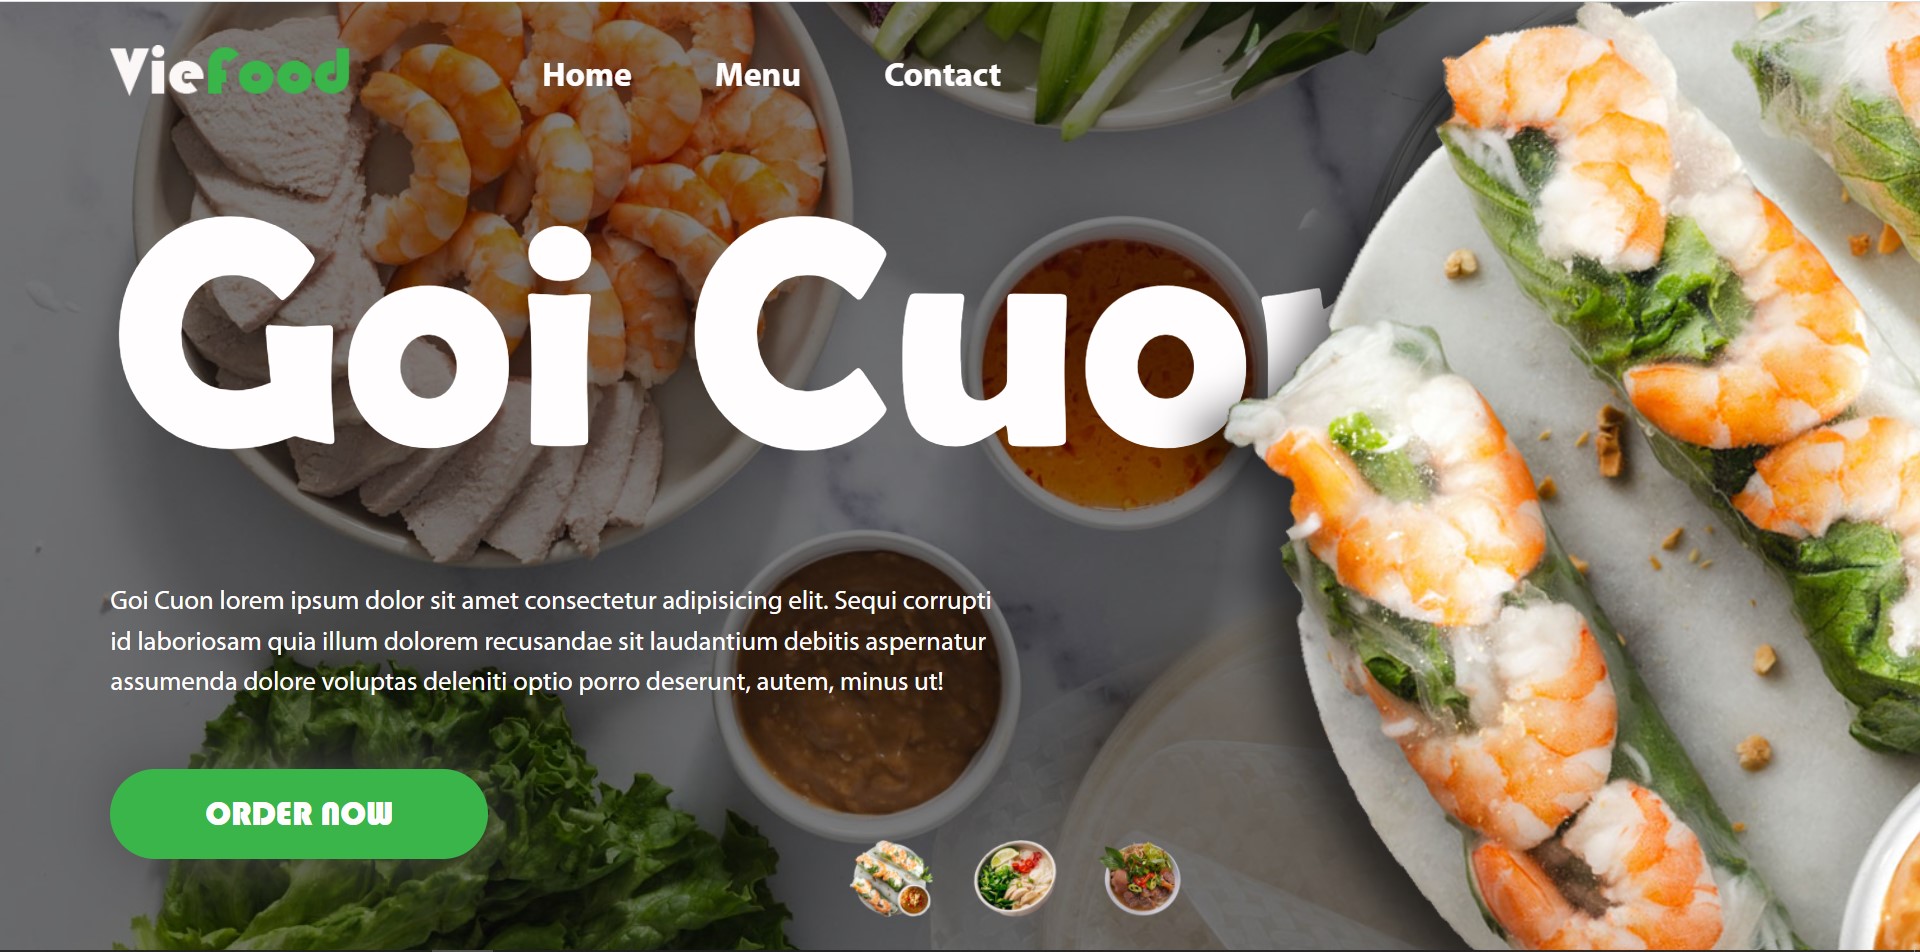 Viefood
Home Menu Contact
Goi Cuo
Goi Cuon lorem ipsum dolor sit amet consectetur adipisicing elit. Sequi corrupti
id laboriosam quia illum dolorem recusandae sit laudantium debitis aspernatur
assumenda dolore voluptas deleniti optio porro deserunt, autem, minus ut!
ORDER NOW